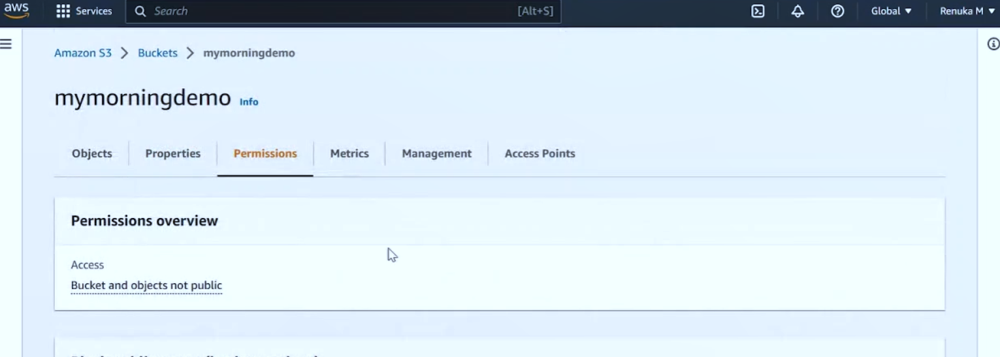 aws Services Search [Alt+S] Global Renuka M
Amazon S3 > Buckets > mymorningdemo
mymorningdemo Info
Objects Properties Permissions Metrics Management Access Points
Permissions overview
Access
Bucket and objects not public